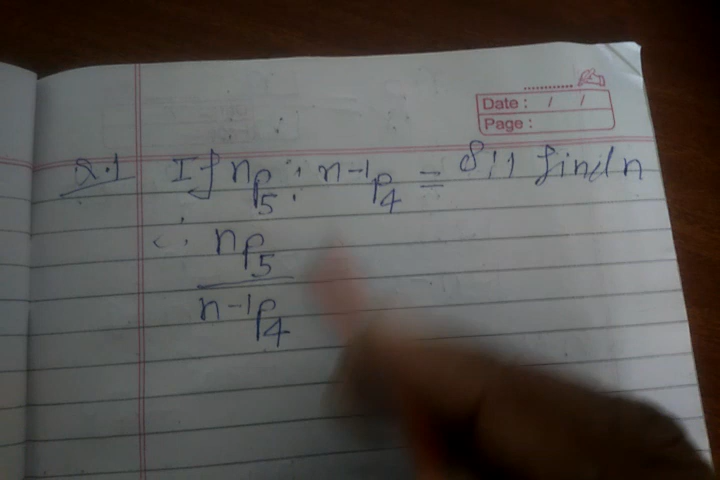 Date : / /
Page :
Q.1 If nP5 : n-1P4 = 8:1 find n
∴ nP5
n-1P4